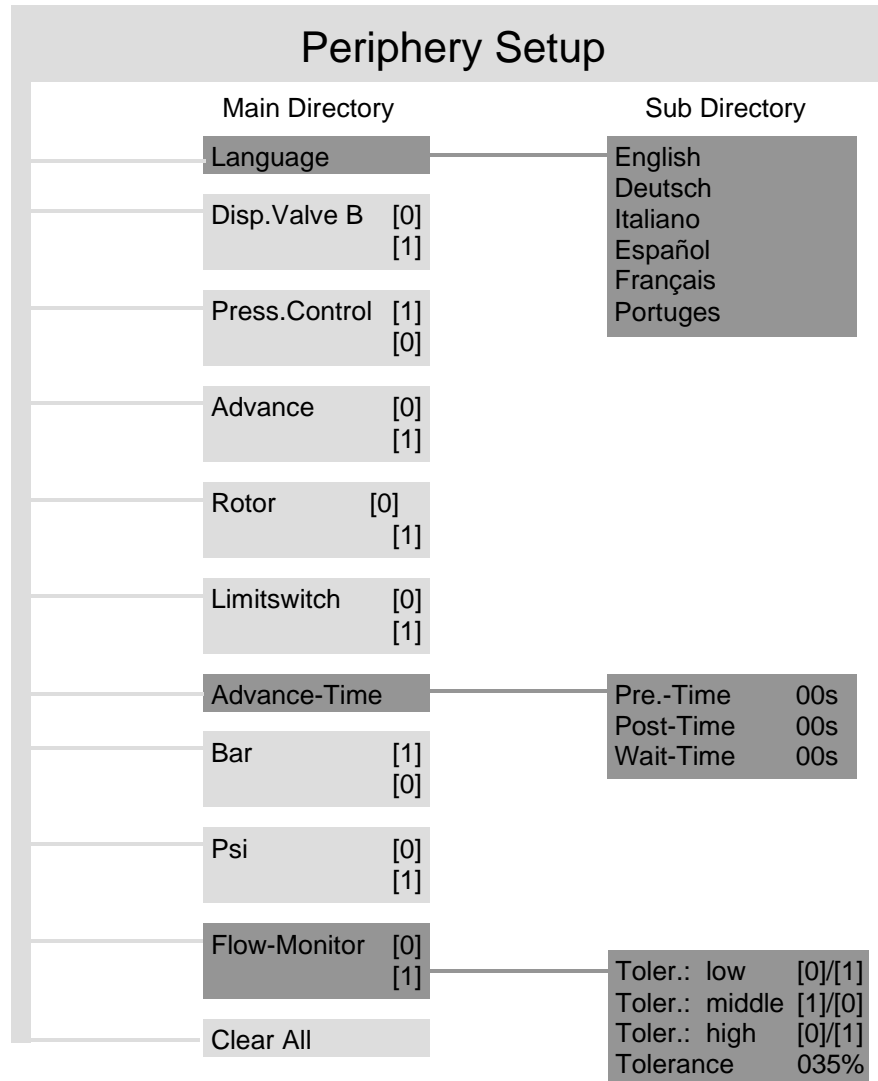 Periphery Setup
Main Directory
Sub Directory
Language
English
Deutsch
Italiano
Español
Français
Portuges
Disp.Valve B [0]
[1]
Press.Control [1]
[0]
Advance [0]
[1]
Rotor [0]
[1]
Limitswitch [0]
[1]
Advance-Time
Pre.-Time 00s
Post-Time 00s
Wait-Time 00s
Bar [1]
[0]
Psi [0]
[1]
Flow-Monitor [0]
[1]
Toler.: low [0]/[1]
Toler.: middle [1]/[0]
Toler.: high [0]/[1]
Tolerance 035%
Clear All